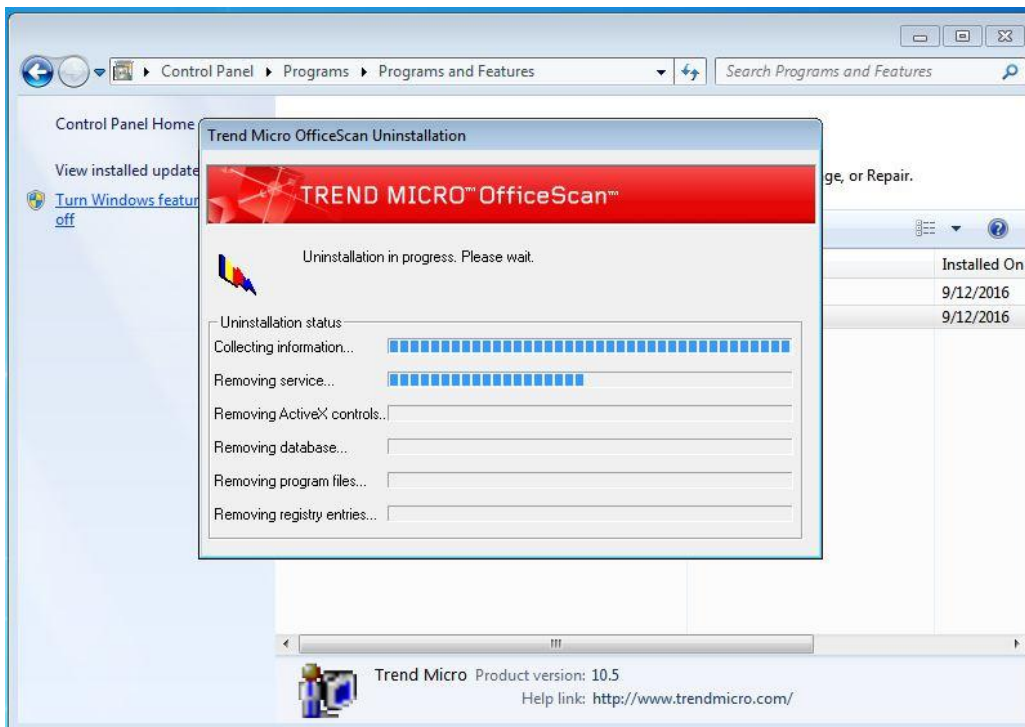 Control Panel ▸ Programs ▸ Programs and Features
Search Programs and Features
Control Panel Home
View installed update
Turn Windows featur
off
ge, or Repair.
Installed On
9/12/2016
9/12/2016
Trend Micro OfficeScan Uninstallation
TREND MICRO™ OfficeScan™
Uninstallation in progress. Please wait.
Uninstallation status
Collecting information...
Removing service...
Removing ActiveX controls..
Removing database...
Removing program files...
Removing registry entries...
Trend Micro Product version: 10.5
Help link: http://www.trendmicro.com/